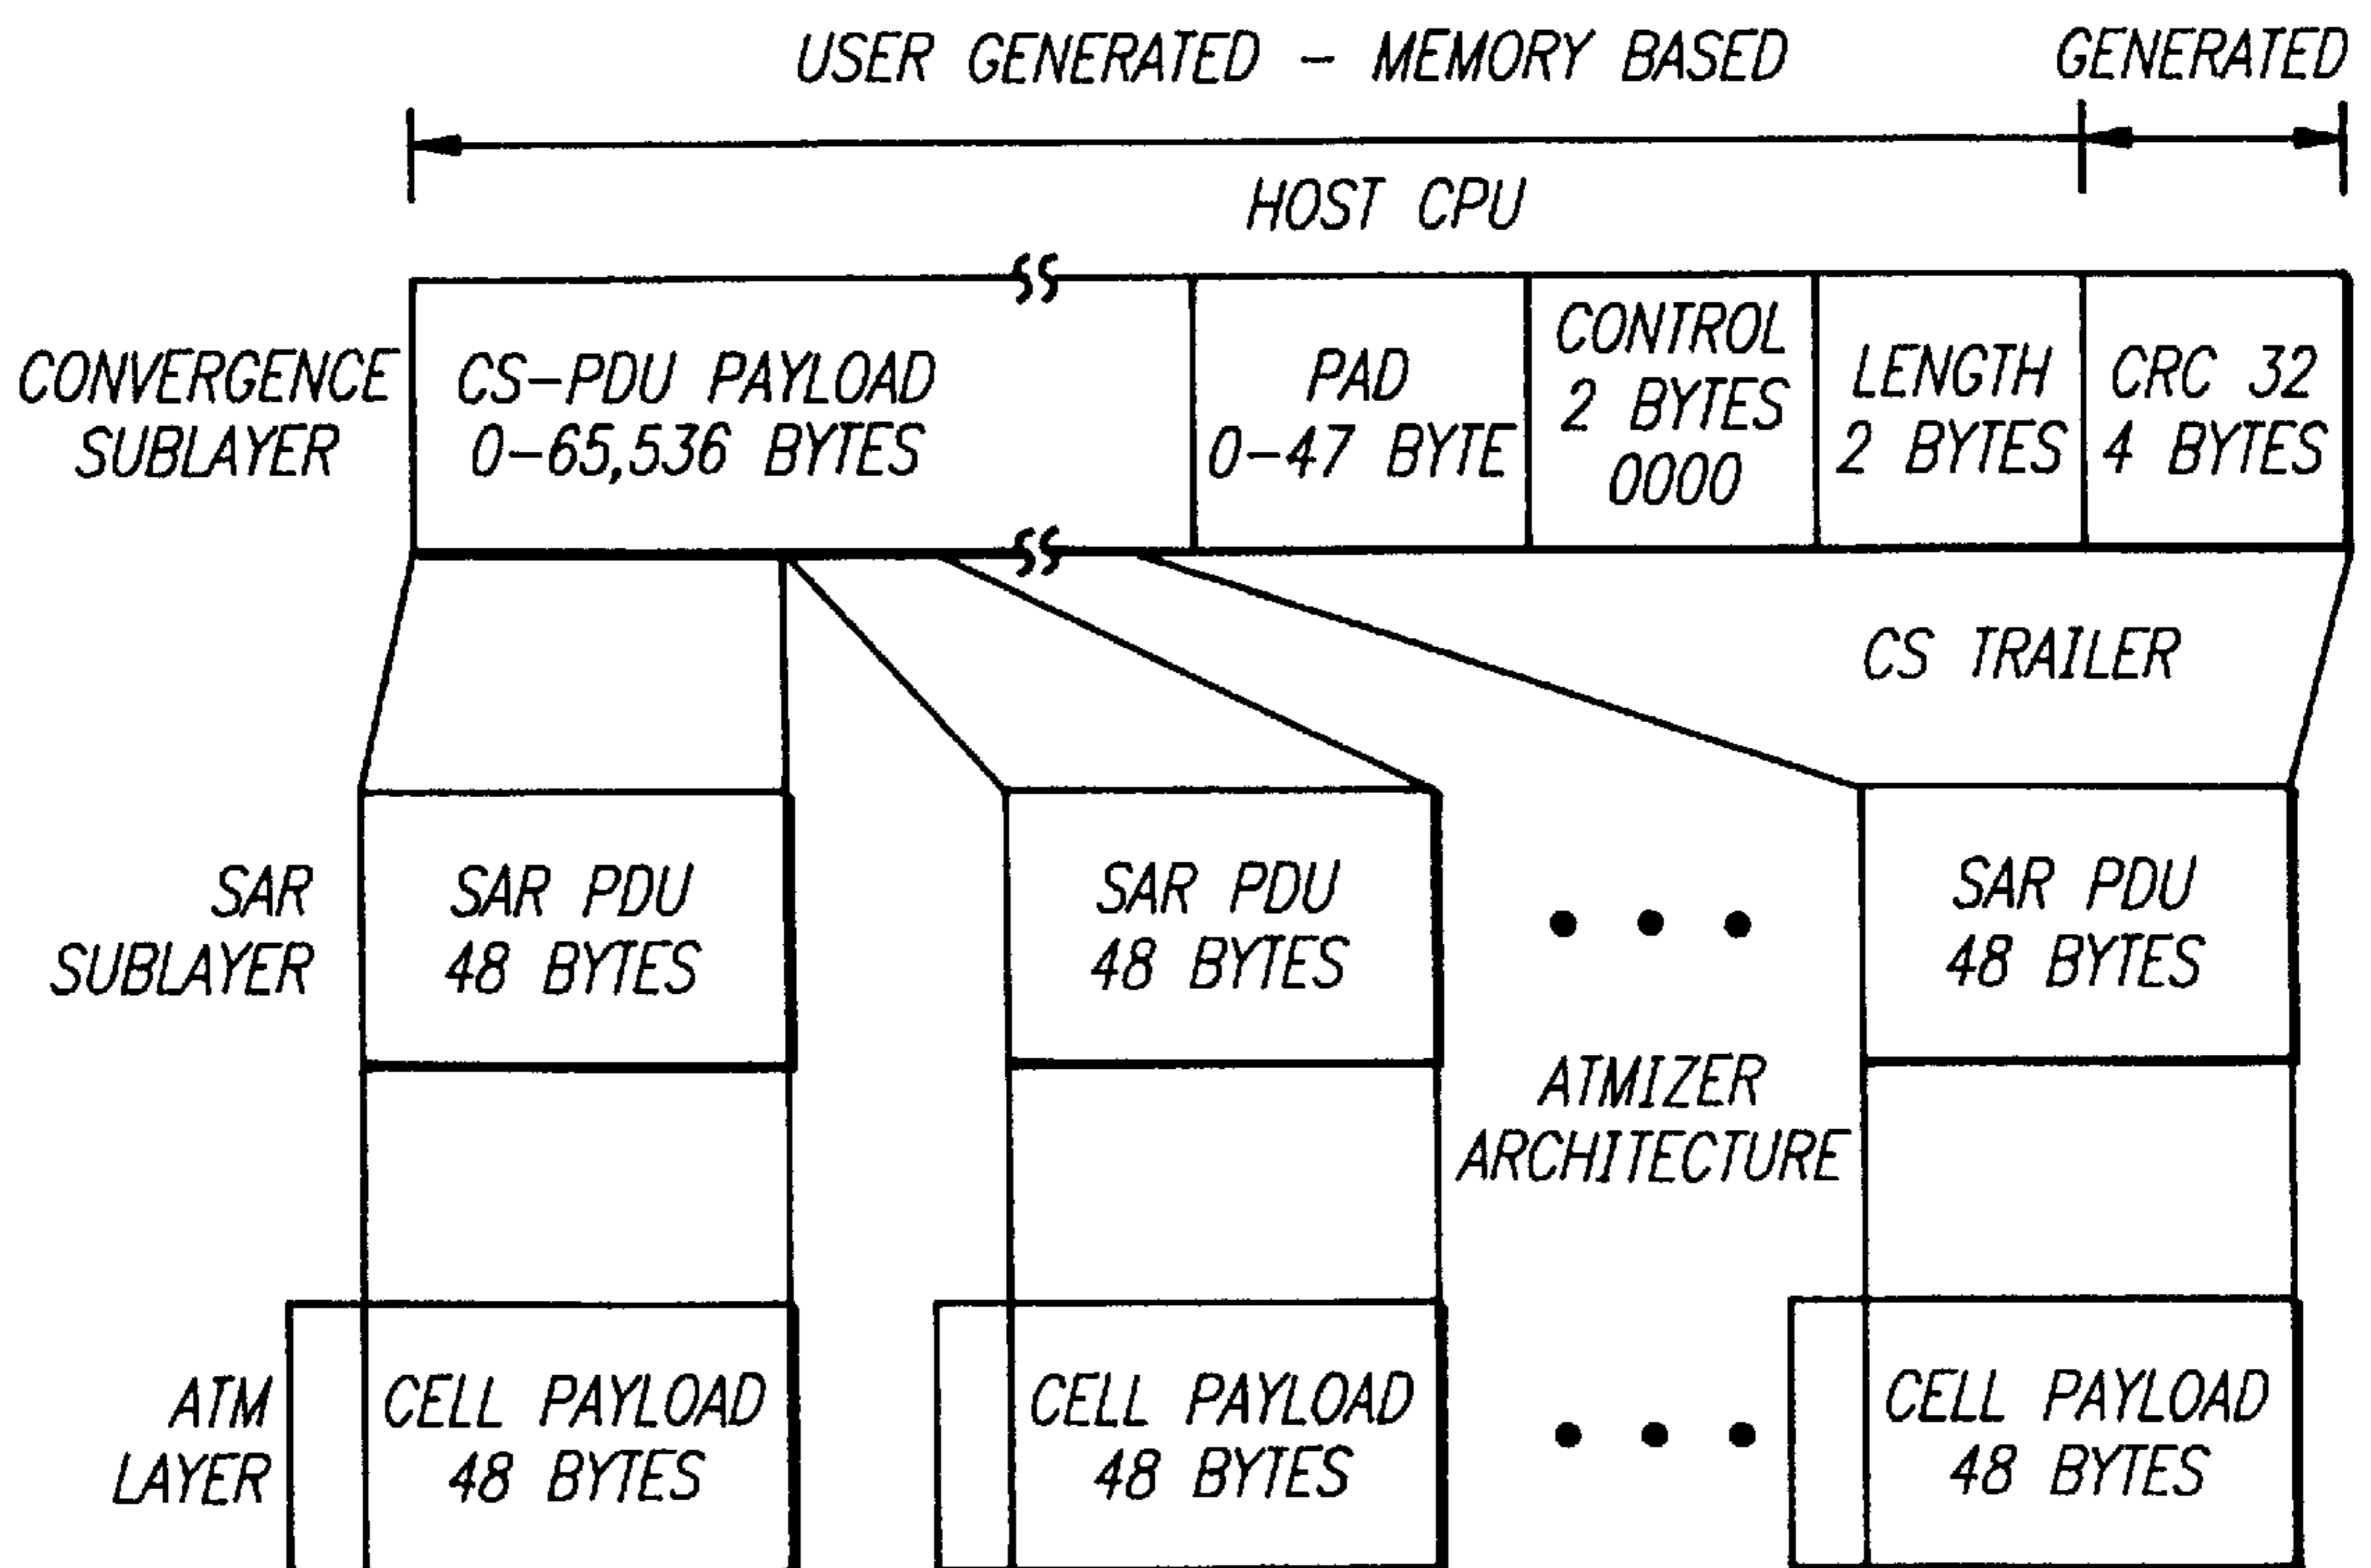 USER GENERATED - MEMORY BASED
GENERATED
HOST CPU
CONVERGENCE
SUBLAYER
CS-PDU PAYLOAD
0-65,536 BYTES
PAD
0-47 BYTE
CONTROL
2 BYTES
0000
LENGTH
2 BYTES
CRC 32
4 BYTES
CS TRAILER
SAR
SUBLAYER
SAR PDU
48 BYTES
SAR PDU
48 BYTES
SAR PDU
48 BYTES
ATMIZER
ARCHITECTURE
ATM
LAYER
CELL PAYLOAD
48 BYTES
CELL PAYLOAD
48 BYTES
CELL PAYLOAD
48 BYTES